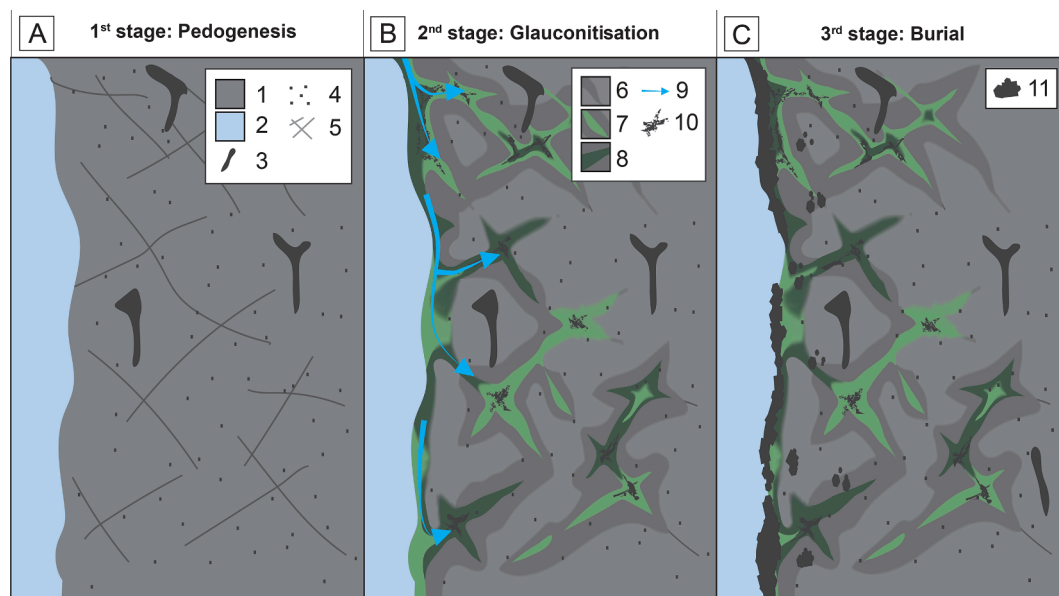 A 1st stage: Pedogenesis
1 4
2 5
3
B 2nd stage: Glauconitisation
6 9
7 10
8
C 3rd stage: Burial
11